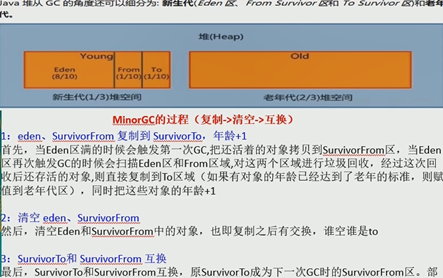 Java 堆从 GC 的角度还可以细分为: 新生代(Eden 区、From Survivor 区和 To Survivor 区)和老年
代。
堆(Heap)
Young
Old
Eden
(8/10)
From
(1/10)
To
(1/10)
新生代(1/3)堆空间
老年代(2/3)堆空间
MinorGC的过程（复制->清空->互换）
1：eden、SurvivorFrom 复制到 SurvivorTo，年龄+1
首先，当Eden区满的时候会触发第一次GC,把还活着的对象拷贝到SurvivorFrom区，当Eden
区再次触发GC的时候会扫描Eden区和From区域,对这两个区域进行垃圾回收，经过这次回
收后还存活的对象,则直接复制到To区域（如果有对象的年龄已经达到了老年的标准，则赋
值到老年代区），同时把这些对象的年龄+1
2：清空 eden、SurvivorFrom
然后，清空Eden和SurvivorFrom中的对象，也即复制之后有交换，谁空谁是to
3：SurvivorTo和 SurvivorFrom 互换
最后，SurvivorTo和SurvivorFrom互换，原SurvivorTo成为下一次GC时的SurvivorFrom区。部